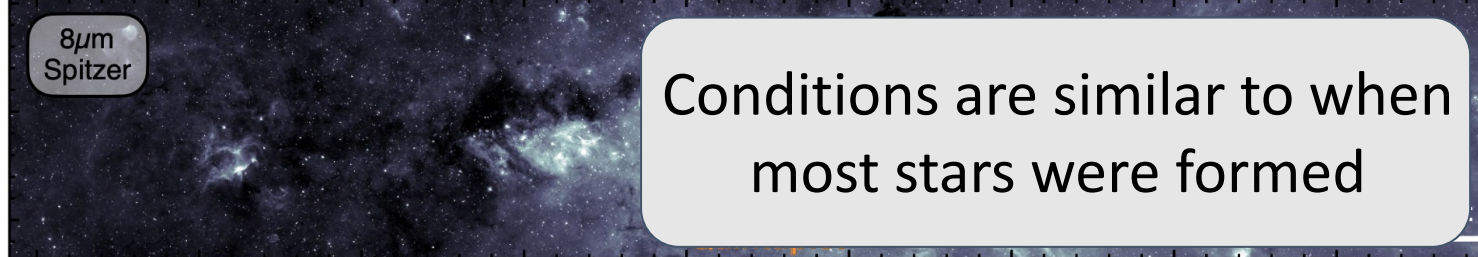 8μm
Spitzer
Conditions are similar to when
most stars were formed